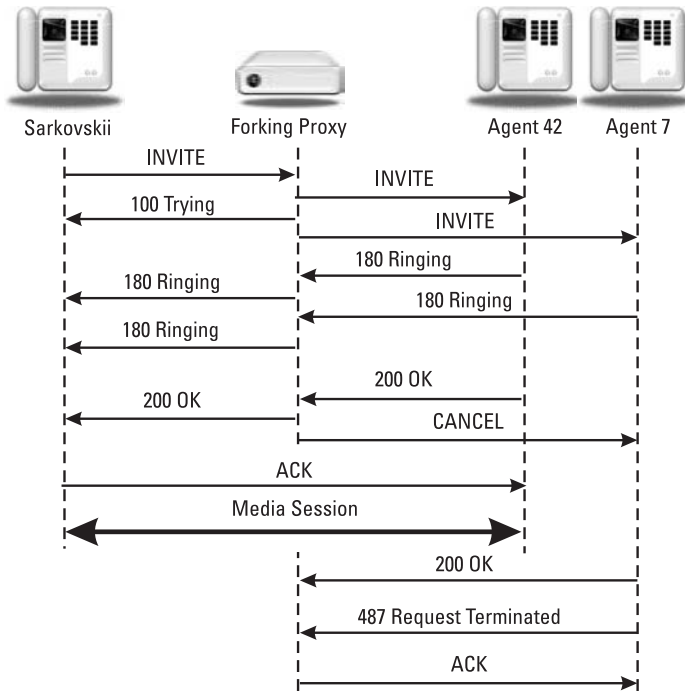 Sarkovskii
Forking Proxy
Agent 42
Agent 7
INVITE
INVITE
100 Trying
INVITE
180 Ringing
180 Ringing
180 Ringing
180 Ringing
200 OK
200 OK
CANCEL
ACK
Media Session
200 OK
487 Request Terminated
ACK